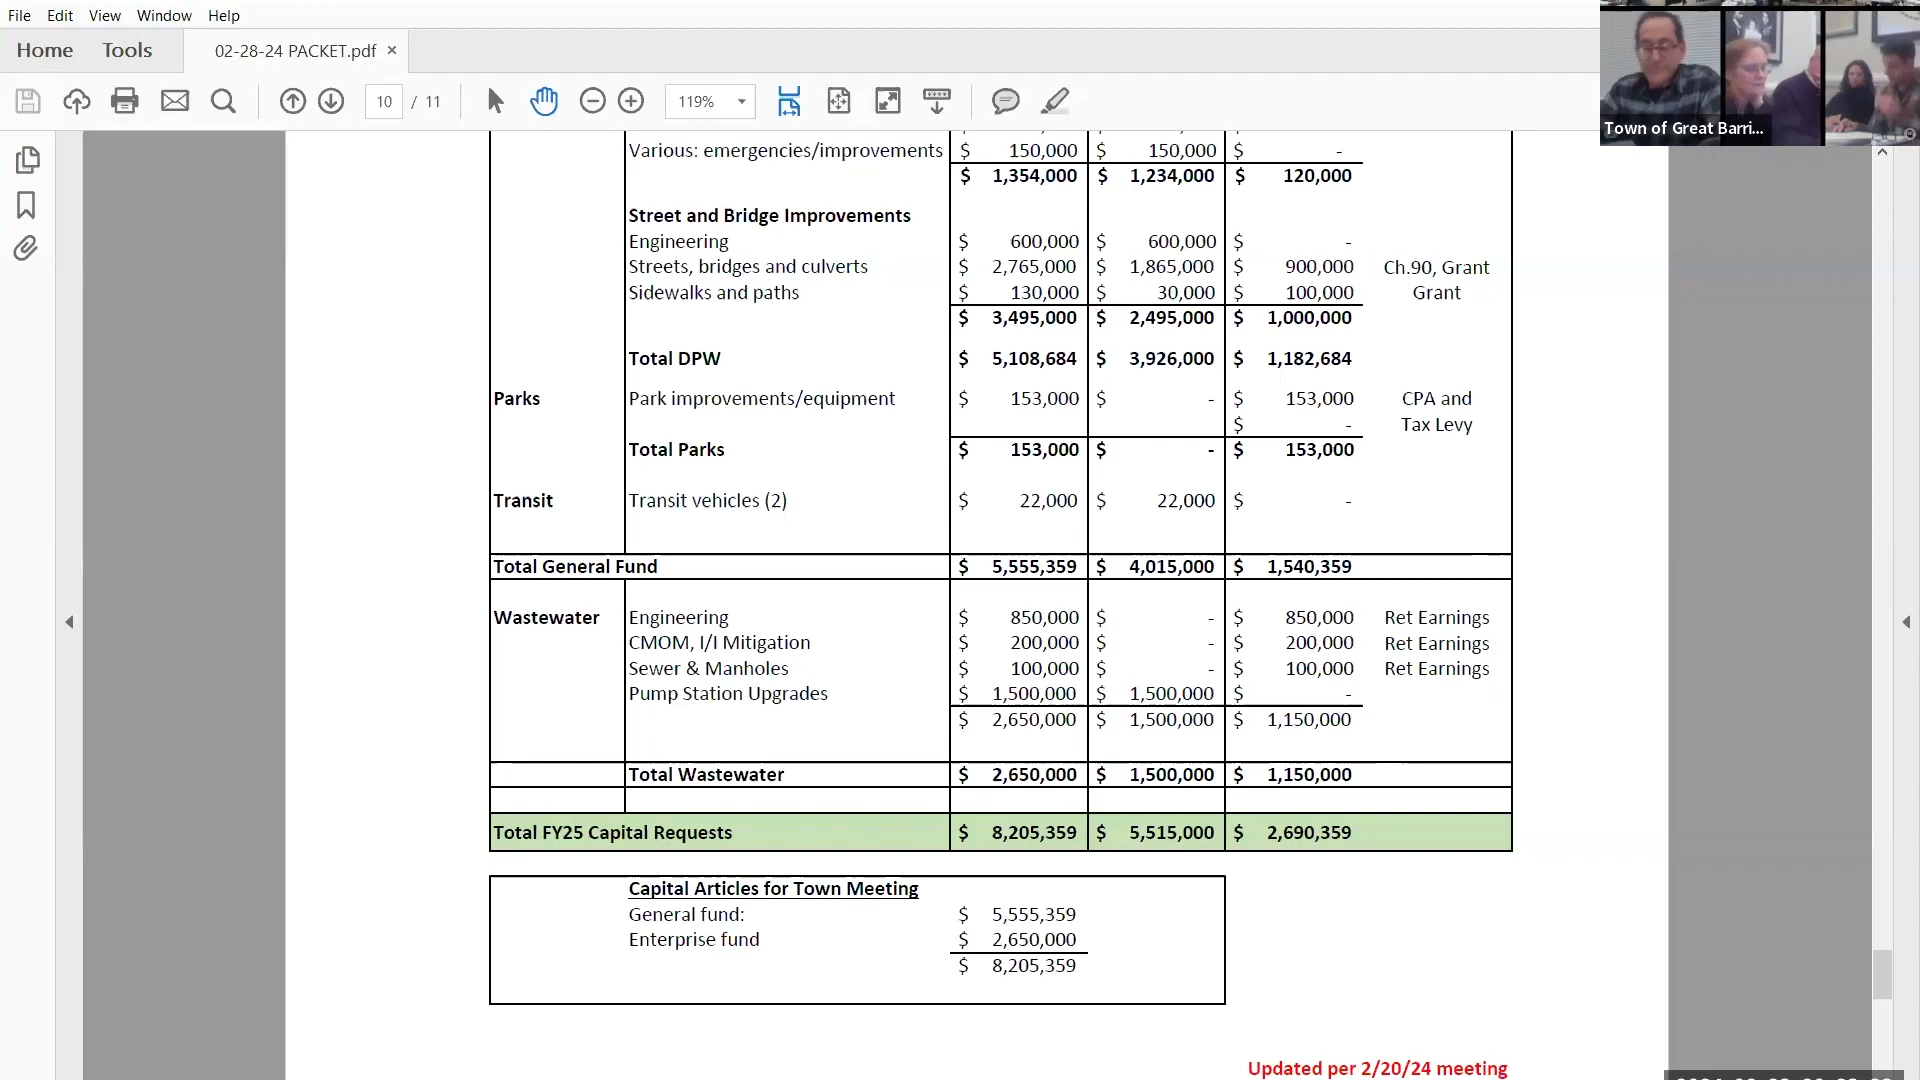 File Edit View Window Help
Home Tools 02-28-24 PACKET.pdf ×
10 / 11 119%
Town of Great Barri...
Various: emergencies/improvements $ 150,000 $ 150,000 $ -
$ 1,354,000 $ 1,234,000 $ 120,000
Street and Bridge Improvements
Engineering $ 600,000 $ 600,000 $ -
Streets, bridges and culverts $ 2,765,000 $ 1,865,000 $ 900,000 Ch.90, Grant
Sidewalks and paths $ 130,000 $ 30,000 $ 100,000 Grant
$ 3,495,000 $ 2,495,000 $ 1,000,000
Total DPW $ 5,108,684 $ 3,926,000 $ 1,182,684
Parks Park improvements/equipment $ 153,000 $ - $ 153,000 CPA and
$ - Tax Levy
Total Parks $ 153,000 $ - $ 153,000
Transit Transit vehicles (2) $ 22,000 $ 22,000 $ -
Total General Fund $ 5,555,359 $ 4,015,000 $ 1,540,359
Wastewater Engineering $ 850,000 $ - $ 850,000 Ret Earnings
CMOM, I/I Mitigation $ 200,000 $ - $ 200,000 Ret Earnings
Sewer & Manholes $ 100,000 $ - $ 100,000 Ret Earnings
Pump Station Upgrades $ 1,500,000 $ 1,500,000 $ -
$ 2,650,000 $ 1,500,000 $ 1,150,000
Total Wastewater $ 2,650,000 $ 1,500,000 $ 1,150,000
Total FY25 Capital Requests $ 8,205,359 $ 5,515,000 $ 2,690,359
Capital Articles for Town Meeting
General fund: $ 5,555,359
Enterprise fund $ 2,650,000
$ 8,205,359
Updated per 2/20/24 meeting